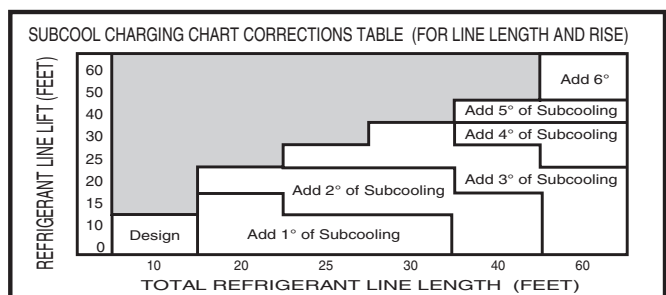 SUBCOOL CHARGING CHART CORRECTIONS TABLE (FOR LINE LENGTH AND RISE)
REFRIGERANT LINE LIFT (FEET)
60
50
40
30
25
20
15
10
0
Add 6°
Add 5° of Subcooling
Add 4° of Subcooling
Add 3° of Subcooling
Add 2° of Subcooling
Design
Add 1° of Subcooling
10 20 25 30 40 60
TOTAL REFRIGERANT LINE LENGTH (FEET)